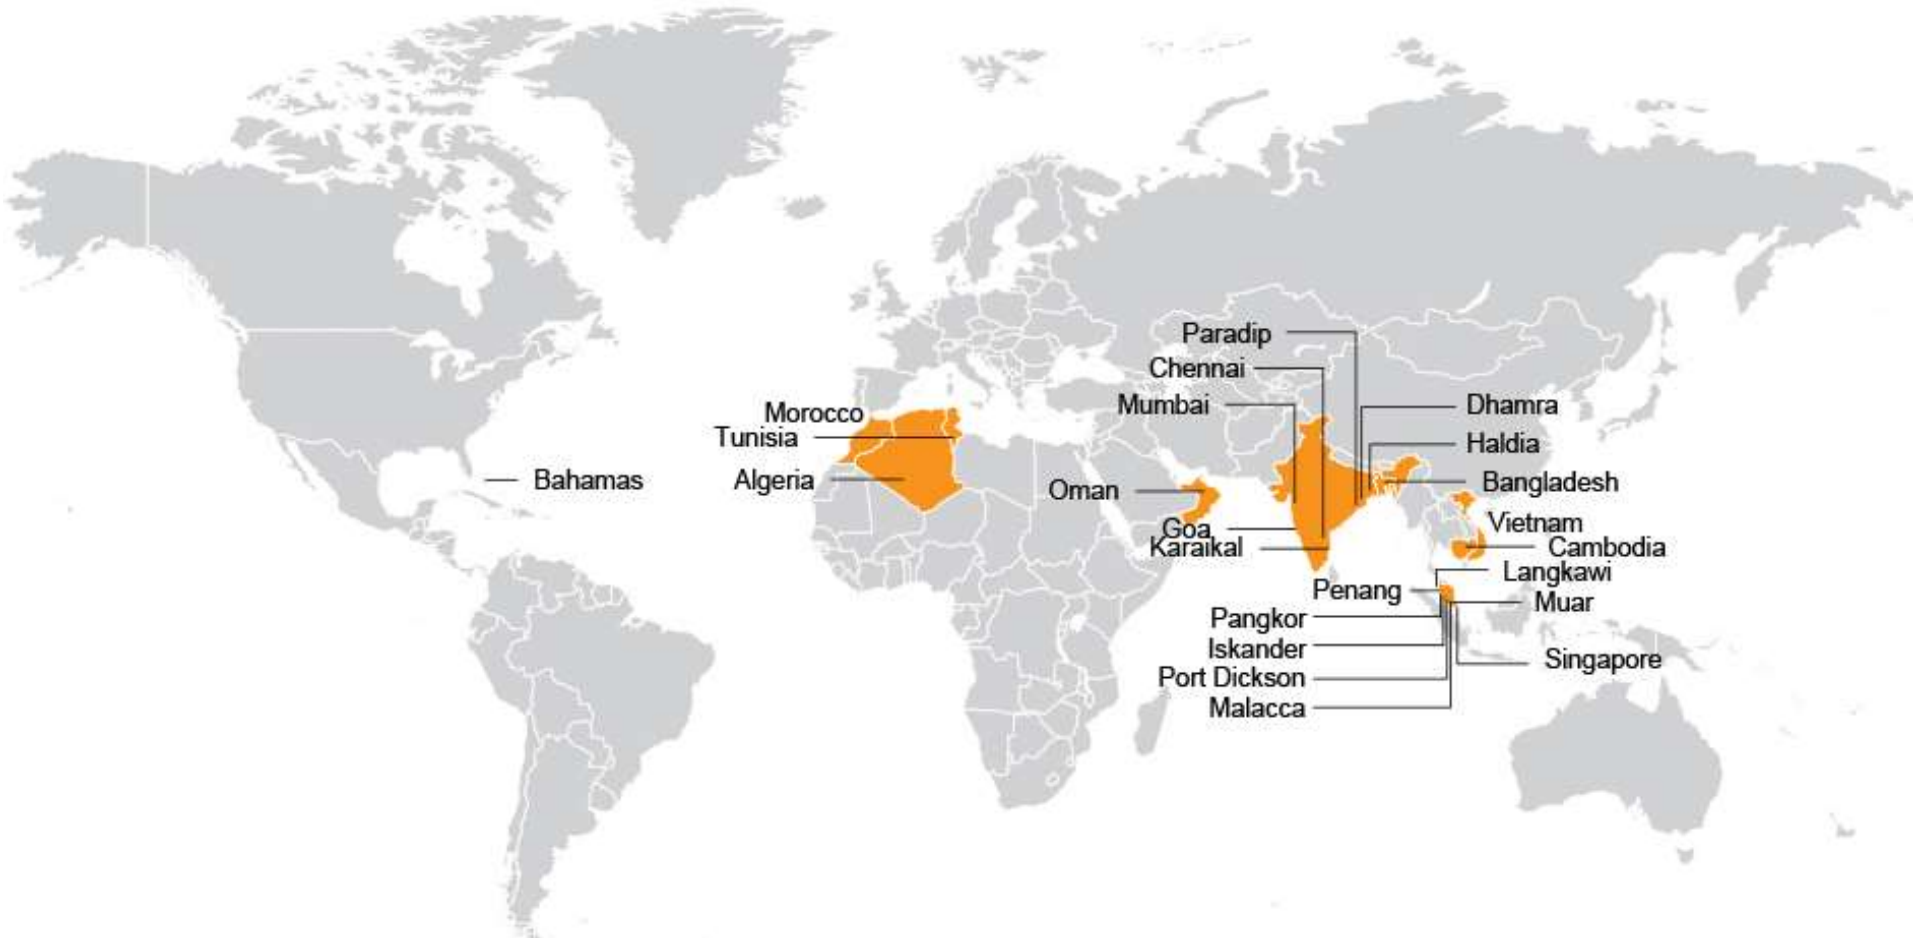 Paradip
Chennai
Mumbai
Dhamra
Morocco
Tunisia
Haldia
Bahamas
Algeria
Oman
Bangladesh
Goa
Vietnam
Karaikal
Cambodia
Langkawi
Penang
Muar
Pangkor
Iskander
Singapore
Port Dickson
Malacca